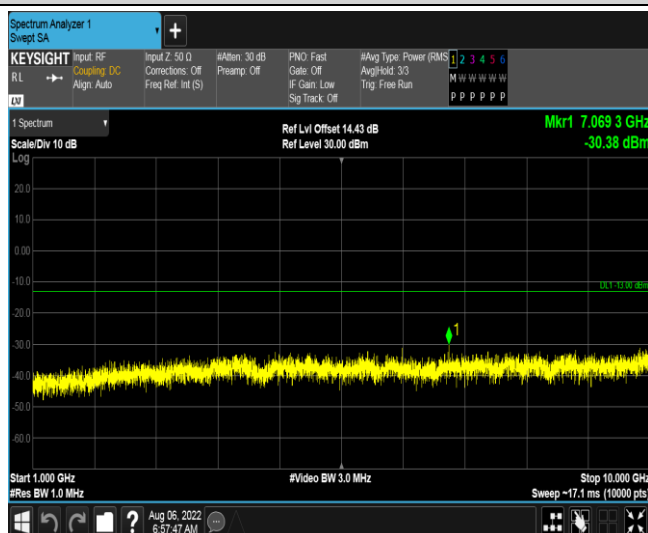 Spectrum Analyzer 1
Swept SA
+
KEYSIGHT
RL
LXI
Input: RF
Coupling: DC
Align: Auto
Input Z: 50 Ω
Corrections: Off
Freq Ref: Int (S)
#Atten: 30 dB
Preamp: Off
PNO: Fast
Gate: Off
IF Gain: Low
Sig Track: Off
#Avg Type: Power (RMS
Avg|Hold: 3/3
Trig: Free Run
1 2 3 4 5 6
M W W W W W
P P P P P P
1 Spectrum
Scale/Div 10 dB
Log
Ref Lvl Offset 14.43 dB
Ref Level 30.00 dBm
Mkr1 7.069 3 GHz
-30.38 dBm
20.0
10.0
0.00
-10.0
DL1 -13.00 dBm
-20.0
1
-30.0
-40.0
-50.0
-60.0
Start 1.000 GHz
#Res BW 1.0 MHz
#Video BW 3.0 MHz
Stop 10.000 GHz
Sweep ~17.1 ms (10000 pts)
?
Aug 06, 2022
6:57:47 AM